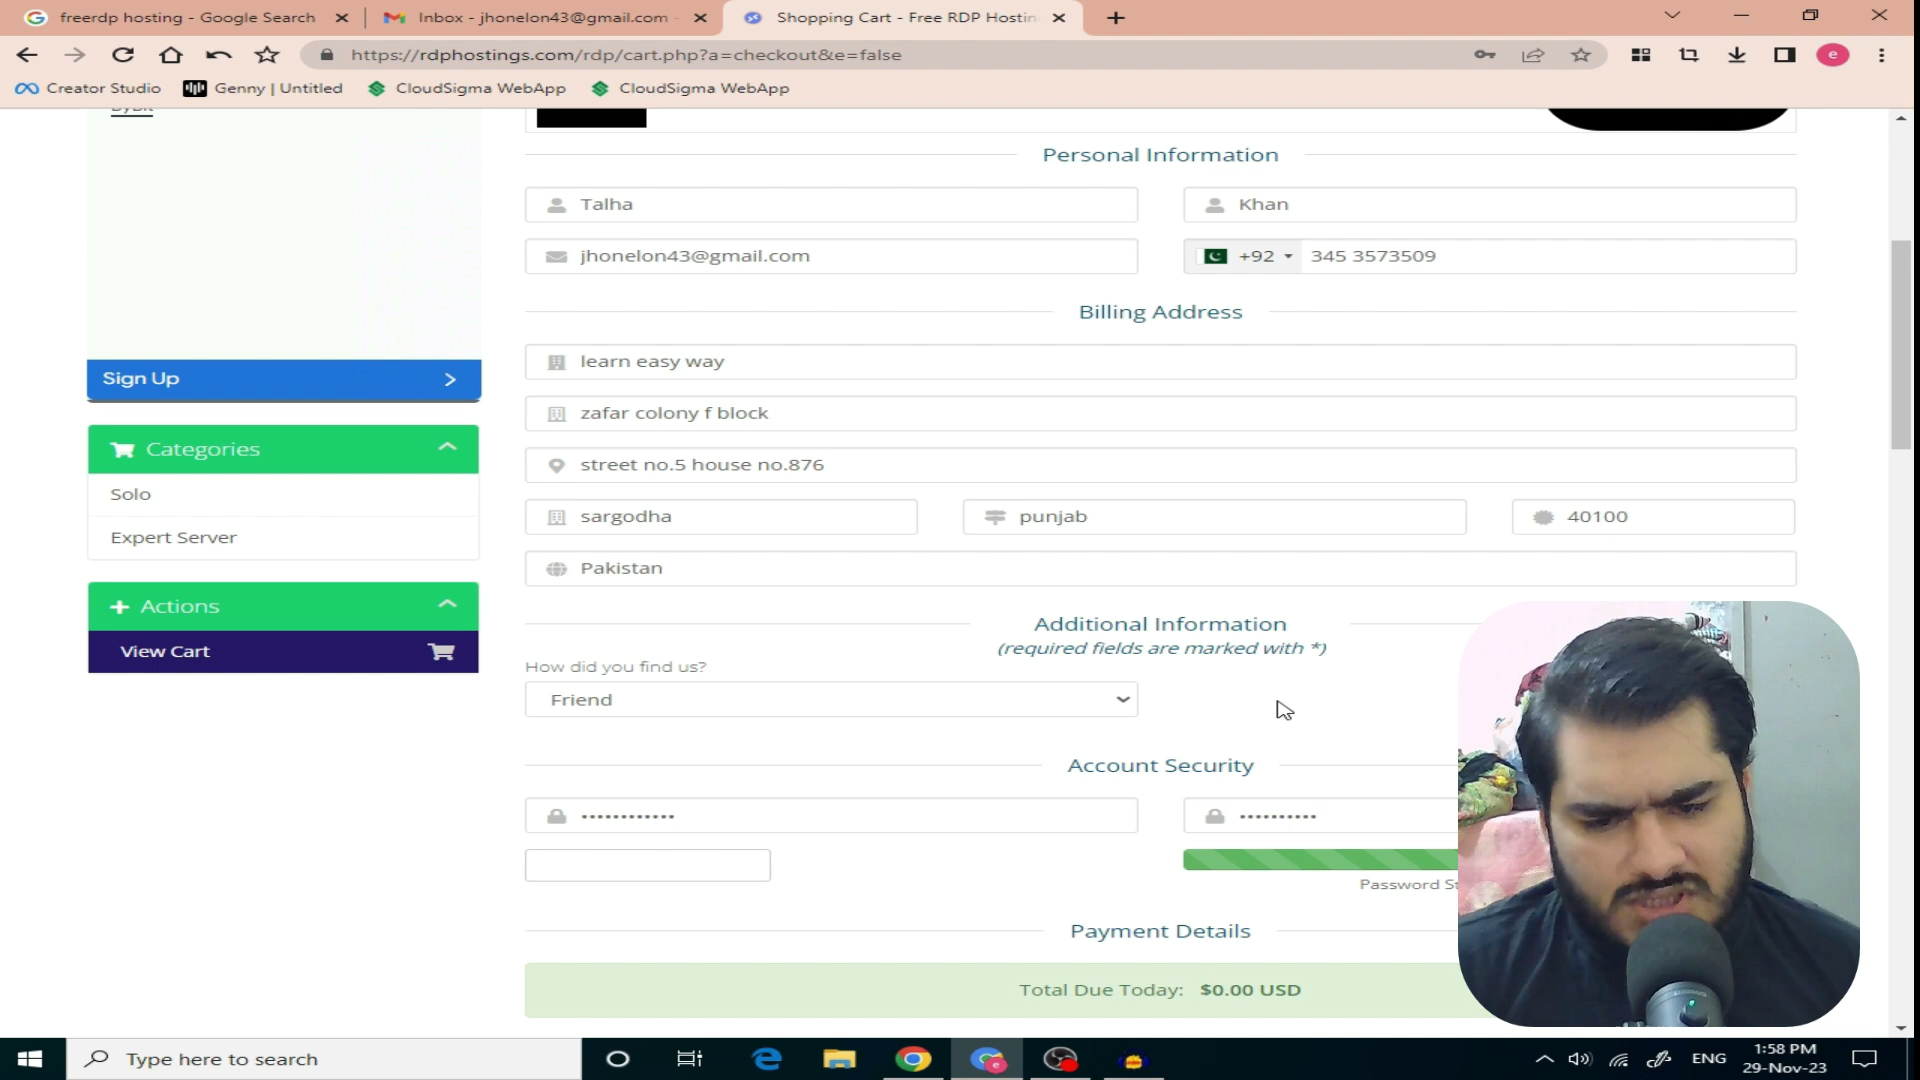 freerdp hosting - Google Search
Inbox - jhonelon43@gmail.com -
Shopping Cart - Free RDP Hostin
https://rdphostings.com/rdp/cart.php?a=checkout&e=false
e
Creator Studio
Genny | Untitled
CloudSigma WebApp
CloudSigma WebApp
ByBit
Personal Information
Talha
Khan
jhonelon43@gmail.com
+92
345 3573509
Billing Address
learn easy way
Sign Up
zafar colony f block
Categories
street no.5 house no.876
Solo
sargodha
punjab
40100
Expert Server
Pakistan
Actions
Additional Information
(required fields are marked with *)
View Cart
How did you find us?
Friend
Account Security
••••••••••••
••••••••••
Payment Details
Total Due Today: $0.00 USD
Type here to search
ENG
1:58 PM
29-Nov-23